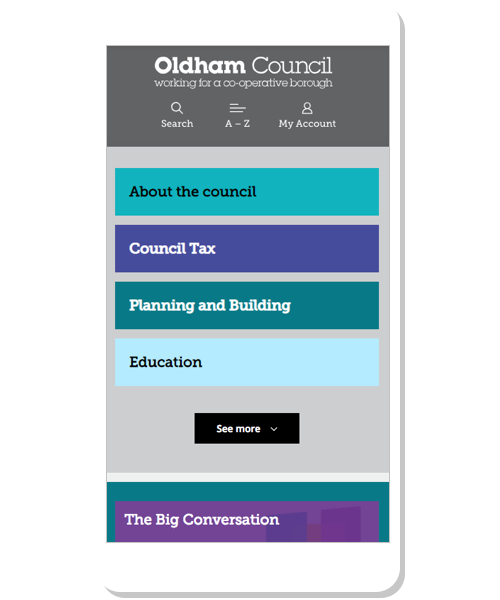 Oldham Council
working for a co-operative borough
Search
A – Z
My Account
About the council
Council Tax
Planning and Building
Education
See more
The Big Conversation